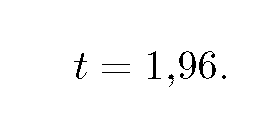 t = 1,96.